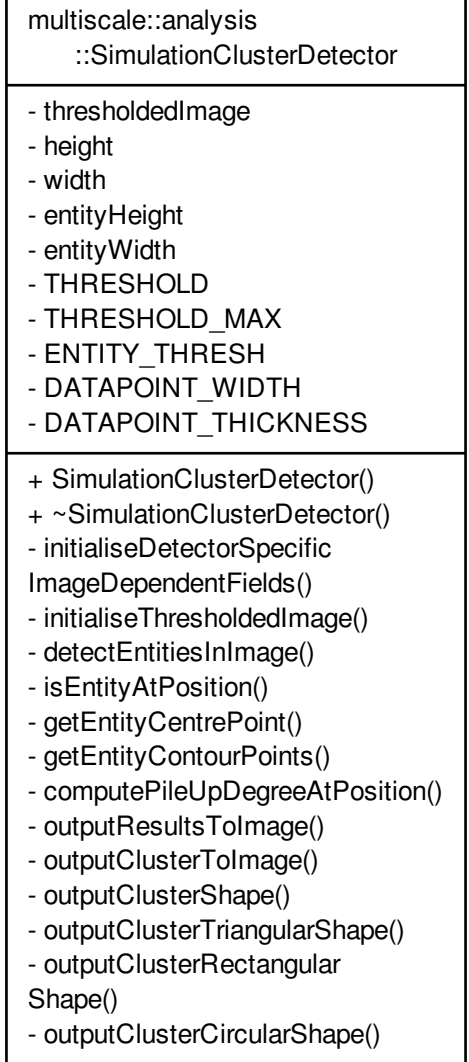 multiscale::analysis
::SimulationClusterDetector
- thresholdedImage
- height
- width
- entityHeight
- entityWidth
- THRESHOLD
- THRESHOLD_MAX
- ENTITY_THRESH
- DATAPOINT_WIDTH
- DATAPOINT_THICKNESS
+ SimulationClusterDetector()
+ ~SimulationClusterDetector()
- initialiseDetectorSpecific
ImageDependentFields()
- initialiseThresholdedImage()
- detectEntitiesInImage()
- isEntityAtPosition()
- getEntityCentrePoint()
- getEntityContourPoints()
- computePileUpDegreeAtPosition()
- outputResultsToImage()
- outputClusterToImage()
- outputClusterShape()
- outputClusterTriangularShape()
- outputClusterRectangular
Shape()
- outputClusterCircularShape()